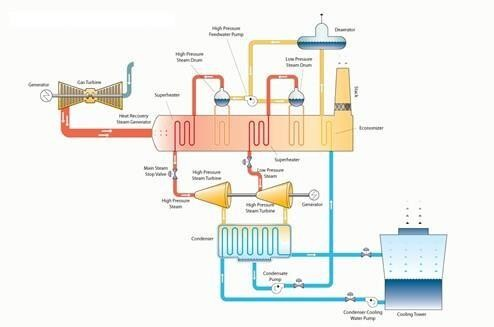 High Pressure
Feedwater Pump
Deaerator
High Pressure
Steam Drum
Low Pressure
Steam Drum
Generator
Gas Turbine
Superheater
Stack
Heat Recovery
Steam Generator
Economizer
Superheater
Main Steam
Stop Valve
Low Pressure
Steam
High Pressure
Steam Turbine
High Pressure
Steam
High Pressure
Steam Turbine
Generator
Condenser
Condensate
Pump
Condenser Cooling
Water Pump
Cooling Tower